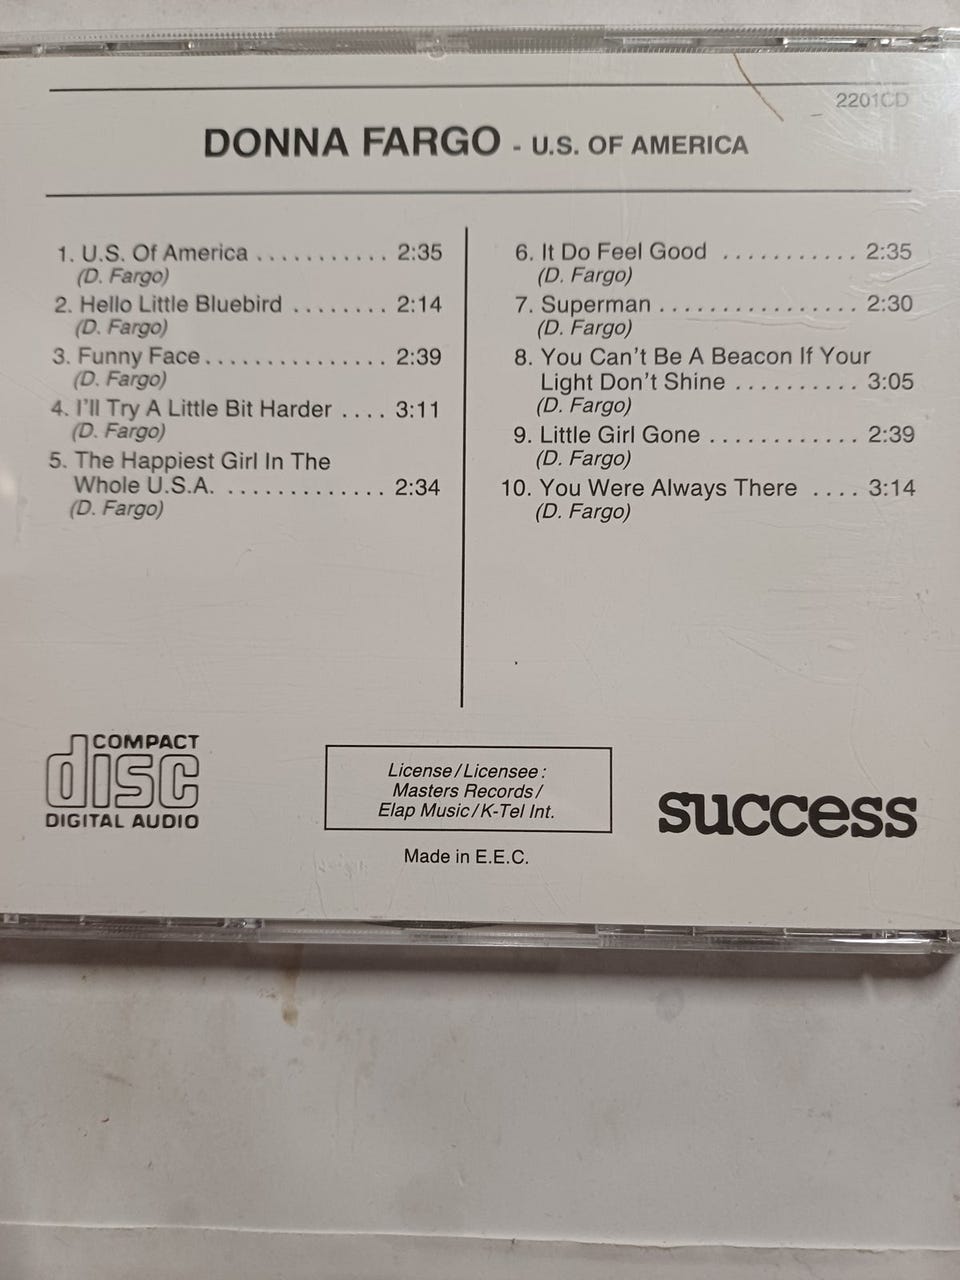 2201CD
DONNA FARGO - U.S. OF AMERICA
1. U.S. Of America ........... 2:35
(D. Fargo)
2. Hello Little Bluebird ........ 2:14
(D. Fargo)
3. Funny Face............... 2:39
(D. Fargo)
4. I'll Try A Little Bit Harder .... 3:11
(D. Fargo)
5. The Happiest Girl In The
Whole U.S.A. ............. 2:34
(D. Fargo)
6. It Do Feel Good ........... 2:35
(D. Fargo)
7. Superman ................ 2:30
(D. Fargo)
8. You Can't Be A Beacon If Your
Light Don't Shine .......... 3:05
(D. Fargo)
9. Little Girl Gone ............ 2:39
(D. Fargo)
10. You Were Always There .... 3:14
(D. Fargo)
COMPACT
disc
DIGITAL AUDIO
License/Licensee:
Masters Records/
Elap Music/K-Tel Int.
Made in E.E.C.
success